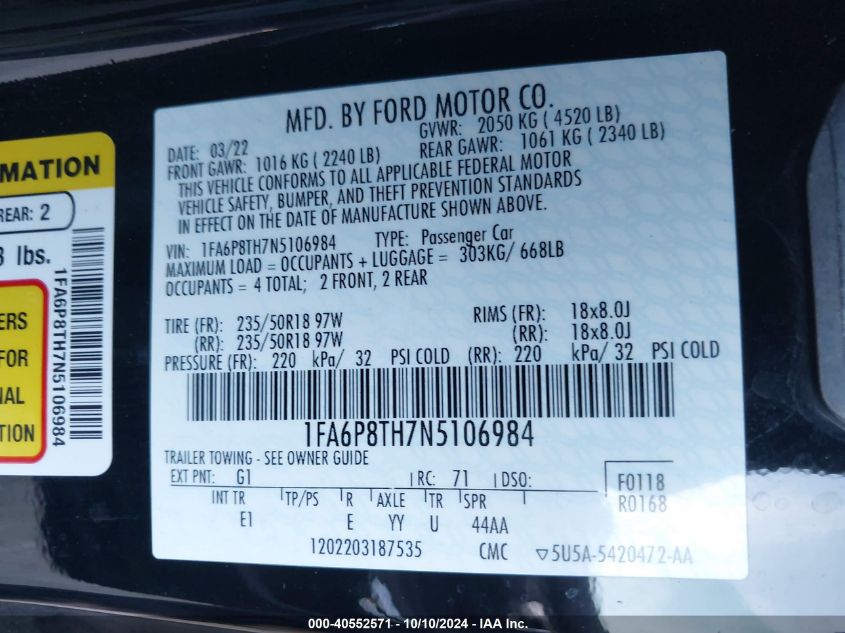 MFD. BY FORD MOTOR CO.
DATE: 03/22 GVWR: 2050 KG ( 4520 LB)
FRONT GAWR: 1016 KG ( 2240 LB) REAR GAWR: 1061 KG ( 2340 LB)
THIS VEHICLE CONFORMS TO ALL APPLICABLE FEDERAL MOTOR
VEHICLE SAFETY, BUMPER, AND THEFT PREVENTION STANDARDS
IN EFFECT ON THE DATE OF MANUFACTURE SHOWN ABOVE.
VIN: 1FA6P8TH7N5106984 TYPE: Passenger Car
MAXIMUM LOAD = OCCUPANTS + LUGGAGE = 303KG/ 668LB
OCCUPANTS = 4 TOTAL; 2 FRONT, 2 REAR
TIRE (FR): 235/50R18 97W RIMS (FR): 18x8.0J
(RR): 235/50R18 97W (RR): 18x8.0J
PRESSURE (FR): 220 kPa/ 32 PSI COLD (RR): 220 kPa/ 32 PSI COLD
1FA6P8TH7N5106984
TRAILER TOWING - SEE OWNER GUIDE
EXT PNT: G1 RC: 71 DSO: F0118
INT TR TP/PS R AXLE TR SPR R0168
E1 E YY U 44AA
1202203187535 CMC ▽5U5A-5420472-AA
MATION
REAR: 2
lbs.
1FA6P8TH7N5106984
ERS
FOR
NAL
TION
000-40552571 - 10/10/2024 - IAA Inc.